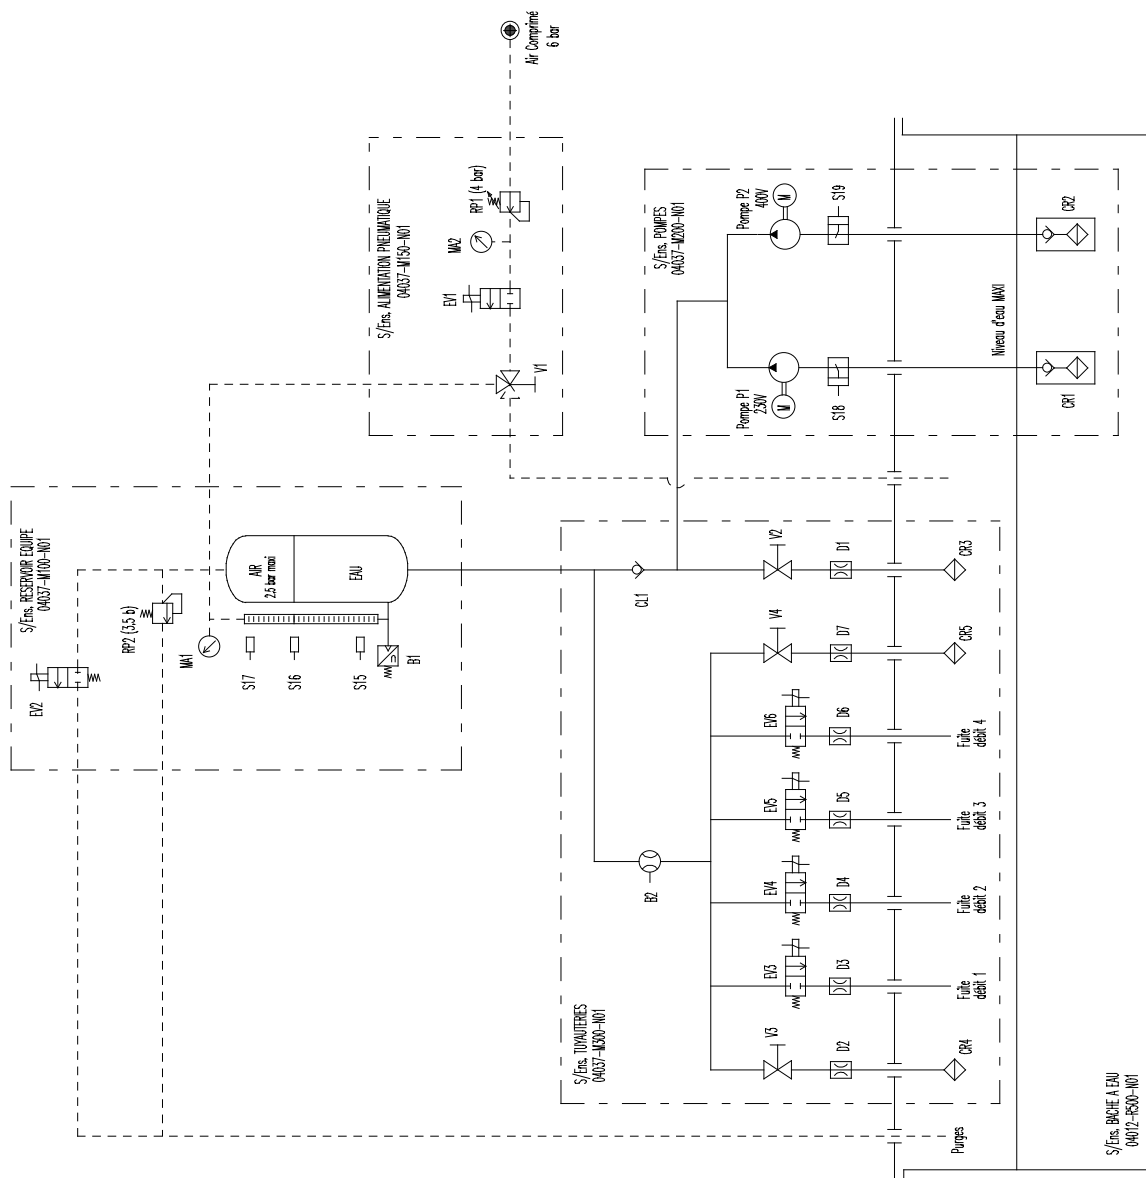 Air Comprimé
6 bar
S/Ens. ALIMENTATION PNEUMATIQUE
04037-M150-N01
RP1 (4 bar)
MA2
EV1
V1
S/Ens. POMPES
04037-M200-N01
Pompe P2
400V
M
S19
Pompe P1
230V
M
S18
Niveau d'eau MAXI
CR2
CR1
S/Ens. RESERVOIR EQUIPE
04037-M100-N01
RP2 (3.5 b)
EV2
MA1
AIR
2.5 bar maxi
EAU
S17
S16
S15
B1
S/Ens. TUYAUTERIES
04037-M300-N01
CL1
B2
V2
D1
CR3
V4
D7
CR5
EV6
D6
Fuite
débit 4
EV5
D5
Fuite
débit 3
EV4
D4
Fuite
débit 2
EV3
D3
Fuite
débit 1
V3
D2
CR4
Purges
S/Ens. BACHE A EAU
04012-R500-N01